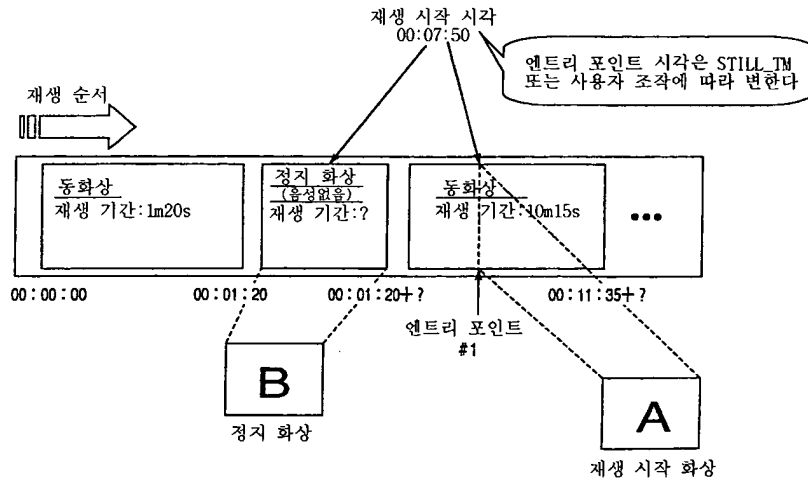 재생 시작 시각
00:07:50
엔트리 포인트 시각은 STILL_TM
또는 사용자 조작에 따라 변한다
재생 순서
동화상
재생 기간:1m20s
정지 화상
(음성없음)
재생 기간:?
동화상
재생 기간:10m15s
•••
00:00:00
00:01:20
00:01:20+?
00:11:35+?
엔트리 포인트
#1
B
정지 화상
A
재생 시작 화상